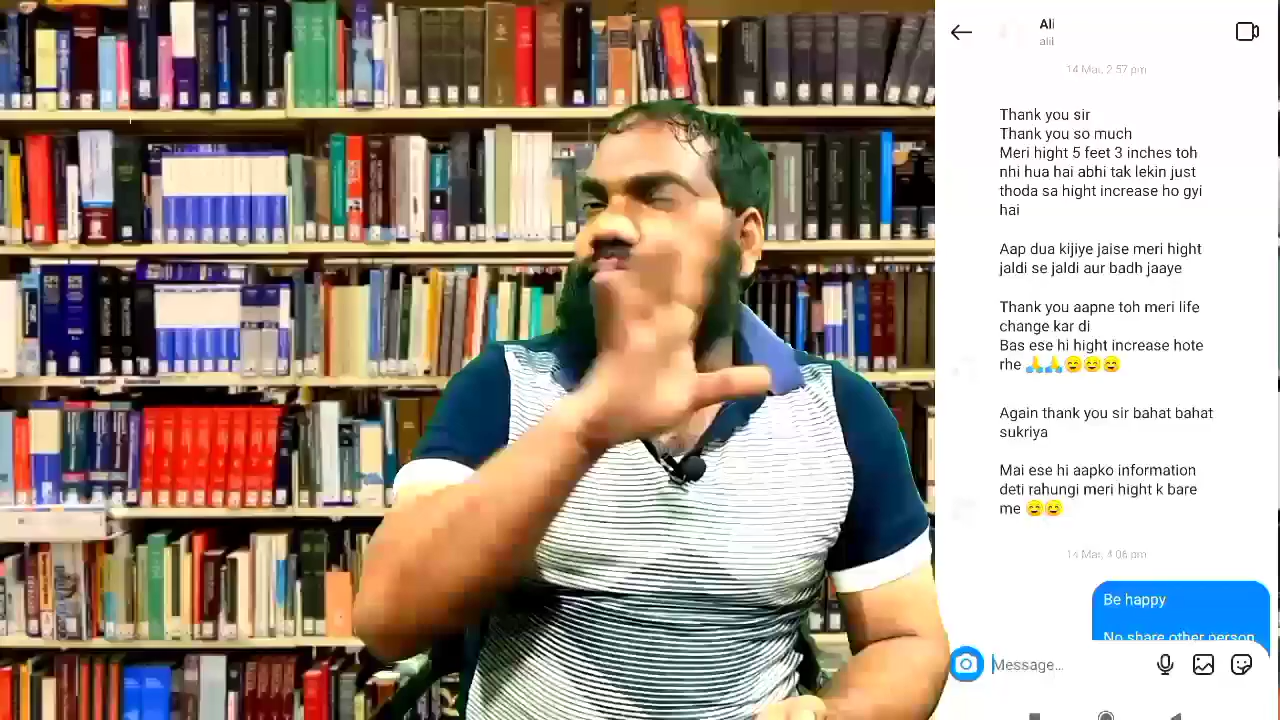 Ali
alil
14 Mar, 2:57 pm
Thank you sir
Thank you so much
Meri hight 5 feet 3 inches toh
nhi hua hai abhi tak lekin just
thoda sa hight increase ho gyi
hai
Aap dua kijiye jaise meri hight
jaldi se jaldi aur badh jaaye
Thank you aapne toh meri life
change kar di
Bas ese hi hight increase hote
rhe 🙏🙏😊😊😊
Again thank you sir bahat bahat
sukriya
Mai ese hi aapko information
deti rahungi meri hight k bare
me 😊😊
14 Mar, 4:06 pm
Be happy
No share other person
Message…